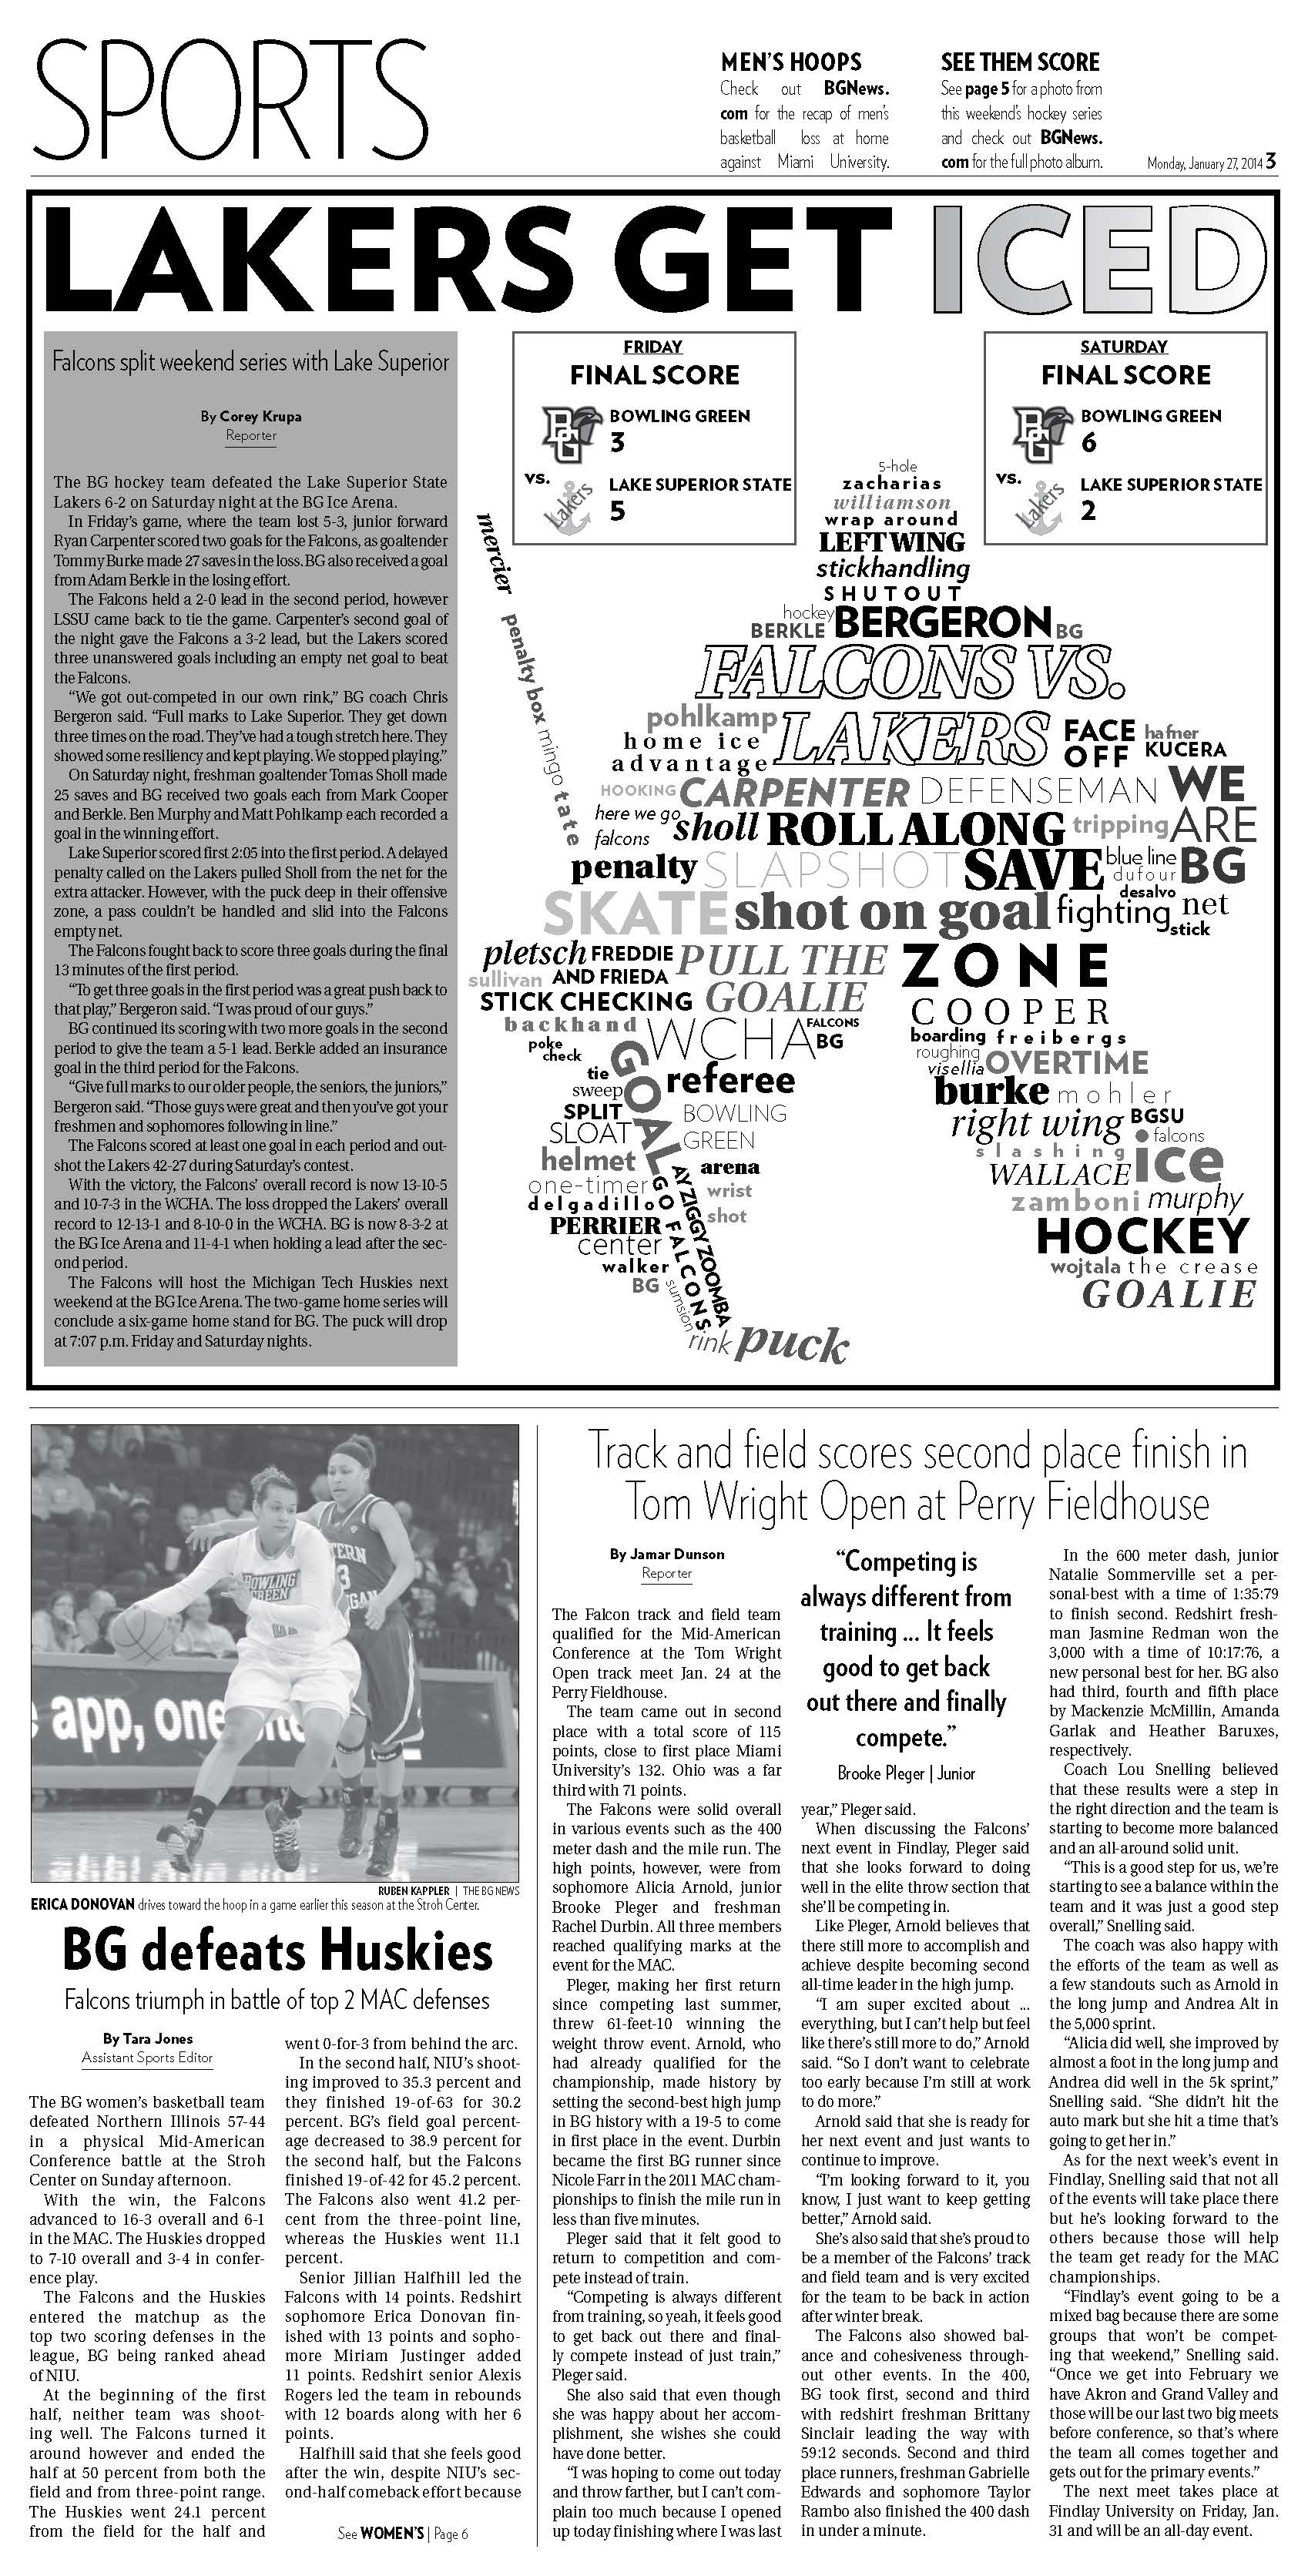 SPORTS
MEN'S HOOPS
Check out BGNews.
com for the recap of men's
basketball loss at home
against Miami University.
SEE THEM SCORE
See page 5 for a photo from
this weekend's hockey series
and check out BGNews.
com for the full photo album.
Monday, January 27, 2014 3
LAKERS GET ICED
Falcons split weekend series with Lake Superior
By Corey Krupa
Reporter
The BG hockey team defeated the Lake Superior State
Lakers 6-2 on Saturday night at the BG Ice Arena.
In Friday's game, where the team lost 5-3, junior forward
Ryan Carpenter scored two goals for the Falcons, as goaltender
Tommy Burke made 27 saves in the loss. BG also received a goal
from Adam Berkle in the losing effort.
The Falcons held a 2-0 lead in the second period, however
LSSU came back to tie the game. Carpenter's second goal of
the night gave the Falcons a 3-2 lead, but the Lakers scored
three unanswered goals including an empty net goal to beat
the Falcons.
"We got out-competed in our own rink," BG coach Chris
Bergeron said. "Full marks to Lake Superior. They get down
three times on the road. They've had a tough stretch here. They
showed some resiliency and kept playing. We stopped playing."
On Saturday night, freshman goaltender Tomas Sholl made
25 saves and BG received two goals each from Mark Cooper
and Berkle. Ben Murphy and Matt Pohlkamp each recorded a
goal in the winning effort.
Lake Superior scored first 2:05 into the first period. A delayed
penalty called on the Lakers pulled Sholl from the net for the
extra attacker. However, with the puck deep in their offensive
zone, a pass couldn't be handled and slid into the Falcons
empty net.
The Falcons fought back to score three goals during the final
13 minutes of the first period.
"To get three goals in the first period was a great push back to
that play," Bergeron said. "I was proud of our guys."
BG continued its scoring with two more goals in the second
period to give the team a 5-1 lead. Berkle added an insurance
goal in the third period for the Falcons.
"Give full marks to our older people, the seniors, the juniors,"
Bergeron said. "Those guys were great and then you've got your
freshmen and sophomores following in line."
The Falcons scored at least one goal in each period and out-
shot the Lakers 42-27 during Saturday's contest.
With the victory, the Falcons' overall record is now 13-10-5
and 10-7-3 in the WCHA. The loss dropped the Lakers' overall
record to 12-13-1 and 8-10-0 in the WCHA. BG is now 8-3-2 at
the BG Ice Arena and 11-4-1 when holding a lead after the sec-
ond period.
The Falcons will host the Michigan Tech Huskies next
weekend at the BG Ice Arena. The two-game home series will
conclude a six-game home stand for BG. The puck will drop
at 7:07 p.m. Friday and Saturday nights.
FRIDAY
FINAL SCORE
BG
BOWLING GREEN
3
vs.
Lakers
LAKE SUPERIOR STATE
5
SATURDAY
FINAL SCORE
BG
BOWLING GREEN
6
vs.
Lakers
LAKE SUPERIOR STATE
2
mercier
penalty box
mingo
tate
5-hole
zacharias
williamson
wrap around
LEFT WING
stickhandling
SHUTOUT
hockey
BERKLE BERGERON BG
FALCONS VS.
LAKERS
pohlkamp
home ice
advantage
FACE
OFF
hafner
KUCERA
HOOKING CARPENTER DEFENSEMAN WE
here we go
falcons
sholl ROLL ALONG tripping ARE
penalty SLAPSHOT SAVE blue line BG
dufour
desalvo
SKATE shot on goal fighting net
stick
pletsch FREDDIE
AND FRIEDA
sullivan
PULL THE
GOALIE
ZONE
STICK CHECKING
COOPER
backhand WCHA FALCONS
BG
boarding freibergs
poke
check
roughing
visellia
OVERTIME
GOAL
tie
sweep
referee
burke mohler
SPLIT
BOWLING
GREEN
right wing BGSU
SLOAT
falcons
slashing
helmet
arena
WALLACE
ice
one-timer
wrist
shot
zamboni murphy
delgadillo
PERRIER
HOCKEY
center
GO FALCONS
AY ZIGGY ZOOMBA
walker
wojtala the crease
BG
sumsion
GOALIE
rink
puck
RUBEN KAPPLER | THE BG NEWS
ERICA DONOVAN drives toward the hoop in a game earlier this season at the Stroh Center.
BOWLING
GREEN
app, one
BG defeats Huskies
Falcons triumph in battle of top 2 MAC defenses
By Tara Jones
Assistant Sports Editor
The BG women's basketball team
defeated Northern Illinois 57-44
in a physical Mid-American
Conference battle at the Stroh
Center on Sunday afternoon.
With the win, the Falcons
advanced to 16-3 overall and 6-1
in the MAC. The Huskies dropped
to 7-10 overall and 3-4 in confer-
ence play.
The Falcons and the Huskies
entered the matchup as the
top two scoring defenses in the
league, BG being ranked ahead
of NIU.
At the beginning of the first
half, neither team was shoot-
ing well. The Falcons turned it
around however and ended the
half at 50 percent from both the
field and from three-point range.
The Huskies went 24.1 percent
from the field for the half and
went 0-for-3 from behind the arc.
In the second half, NIU's shoot-
ing improved to 35.3 percent and
they finished 19-of-63 for 30.2
percent. BG's field goal percent-
age decreased to 38.9 percent for
the second half, but the Falcons
finished 19-of-42 for 45.2 percent.
The Falcons also went 41.2 per-
cent from the three-point line,
whereas the Huskies went 11.1
percent.
Senior Jillian Halfhill led the
Falcons with 14 points. Redshirt
sophomore Erica Donovan fin-
ished with 13 points and sopho-
more Miriam Justinger added
11 points. Redshirt senior Alexis
Rogers led the team in rebounds
with 12 boards along with her 6
points.
Halfhill said that she feels good
after the win, despite NIU's sec-
ond-half comeback effort because
See WOMEN'S | Page 6
Track and field scores second place finish in
Tom Wright Open at Perry Fieldhouse
By Jamar Dunson
Reporter
The Falcon track and field team
qualified for the Mid-American
Conference at the Tom Wright
Open track meet Jan. 24 at the
Perry Fieldhouse.
The team came out in second
place with a total score of 115
points, close to first place Miami
University's 132. Ohio was a far
third with 71 points.
The Falcons were solid overall
in various events such as the 400
meter dash and the mile run. The
high points, however, were from
sophomore Alicia Arnold, junior
Brooke Pleger and freshman
Rachel Durbin. All three members
reached qualifying marks at the
event for the MAC.
Pleger, making her first return
since competing last summer,
threw 61-feet-10 winning the
weight throw event. Arnold, who
had already qualified for the
championship, made history by
setting the second-best high jump
in BG history with a 19-5 to come
in first place in the event. Durbin
became the first BG runner since
Nicole Farr in the 2011 MAC cham-
pionships to finish the mile run in
less than five minutes.
Pleger said that it felt good to
return to competition and com-
pete instead of train.
"Competing is always different
from training, so yeah, it feels good
to get back out there and final-
ly compete instead of just train,"
Pleger said.
She also said that even though
she was happy about her accom-
plishment, she wishes she could
have done better.
"I was hoping to come out today
and throw farther, but I can't com-
plain too much because I opened
up today finishing where I was last
"Competing is
always different from
training ... It feels
good to get back
out there and finally
compete."
Brooke Pleger | Junior
year," Pleger said.
When discussing the Falcons'
next event in Findlay, Pleger said
that she looks forward to doing
well in the elite throw section that
she'll be competing in.
Like Pleger, Arnold believes that
there still more to accomplish and
achieve despite becoming second
all-time leader in the high jump.
"I am super excited about ...
everything, but I can't help but feel
like there's still more to do," Arnold
said. "So I don't want to celebrate
too early because I'm still at work
to do more."
Arnold said that she is ready for
her next event and just wants to
continue to improve.
"I'm looking forward to it, you
know, I just want to keep getting
better," Arnold said.
She's also said that she's proud to
be a member of the Falcons' track
and field team and is very excited
for the team to be back in action
after winter break.
The Falcons also showed bal-
ance and cohesiveness through-
out other events. In the 400,
BG took first, second and third
with redshirt freshman Brittany
Sinclair leading the way with
59:12 seconds. Second and third
place runners, freshman Gabrielle
Edwards and sophomore Taylor
Rambo also finished the 400 dash
in under a minute.
In the 600 meter dash, junior
Natalie Sommerville set a per-
sonal-best with a time of 1:35:79
to finish second. Redshirt fresh-
man Jasmine Redman won the
3,000 with a time of 10:17:76, a
new personal best for her. BG also
had third, fourth and fifth place
by Mackenzie McMillin, Amanda
Garlak and Heather Baruxes,
respectively.
Coach Lou Snelling believed
that these results were a step in
the right direction and the team is
starting to become more balanced
and an all-around solid unit.
"This is a good step for us, we're
starting to see a balance within the
team and it was just a good step
overall," Snelling said.
The coach was also happy with
the efforts of the team as well as
a few standouts such as Arnold in
the long jump and Andrea Alt in
the 5,000 sprint.
"Alicia did well, she improved by
almost a foot in the long jump and
Andrea did well in the 5k sprint,"
Snelling said. "She didn't hit the
auto mark but she hit a time that's
going to get her in."
As for the next week's event in
Findlay, Snelling said that not all
of the events will take place there
but he's looking forward to the
others because those will help
the team get ready for the MAC
championships.
"Findlay's event going to be a
mixed bag because there are some
groups that won't be compet-
ing that weekend," Snelling said.
"Once we get into February we
have Akron and Grand Valley and
those will be our last two big meets
before conference, so that's where
the team all comes together and
gets out for the primary events."
The next meet takes place at
Findlay University on Friday, Jan.
31 and will be an all-day event.